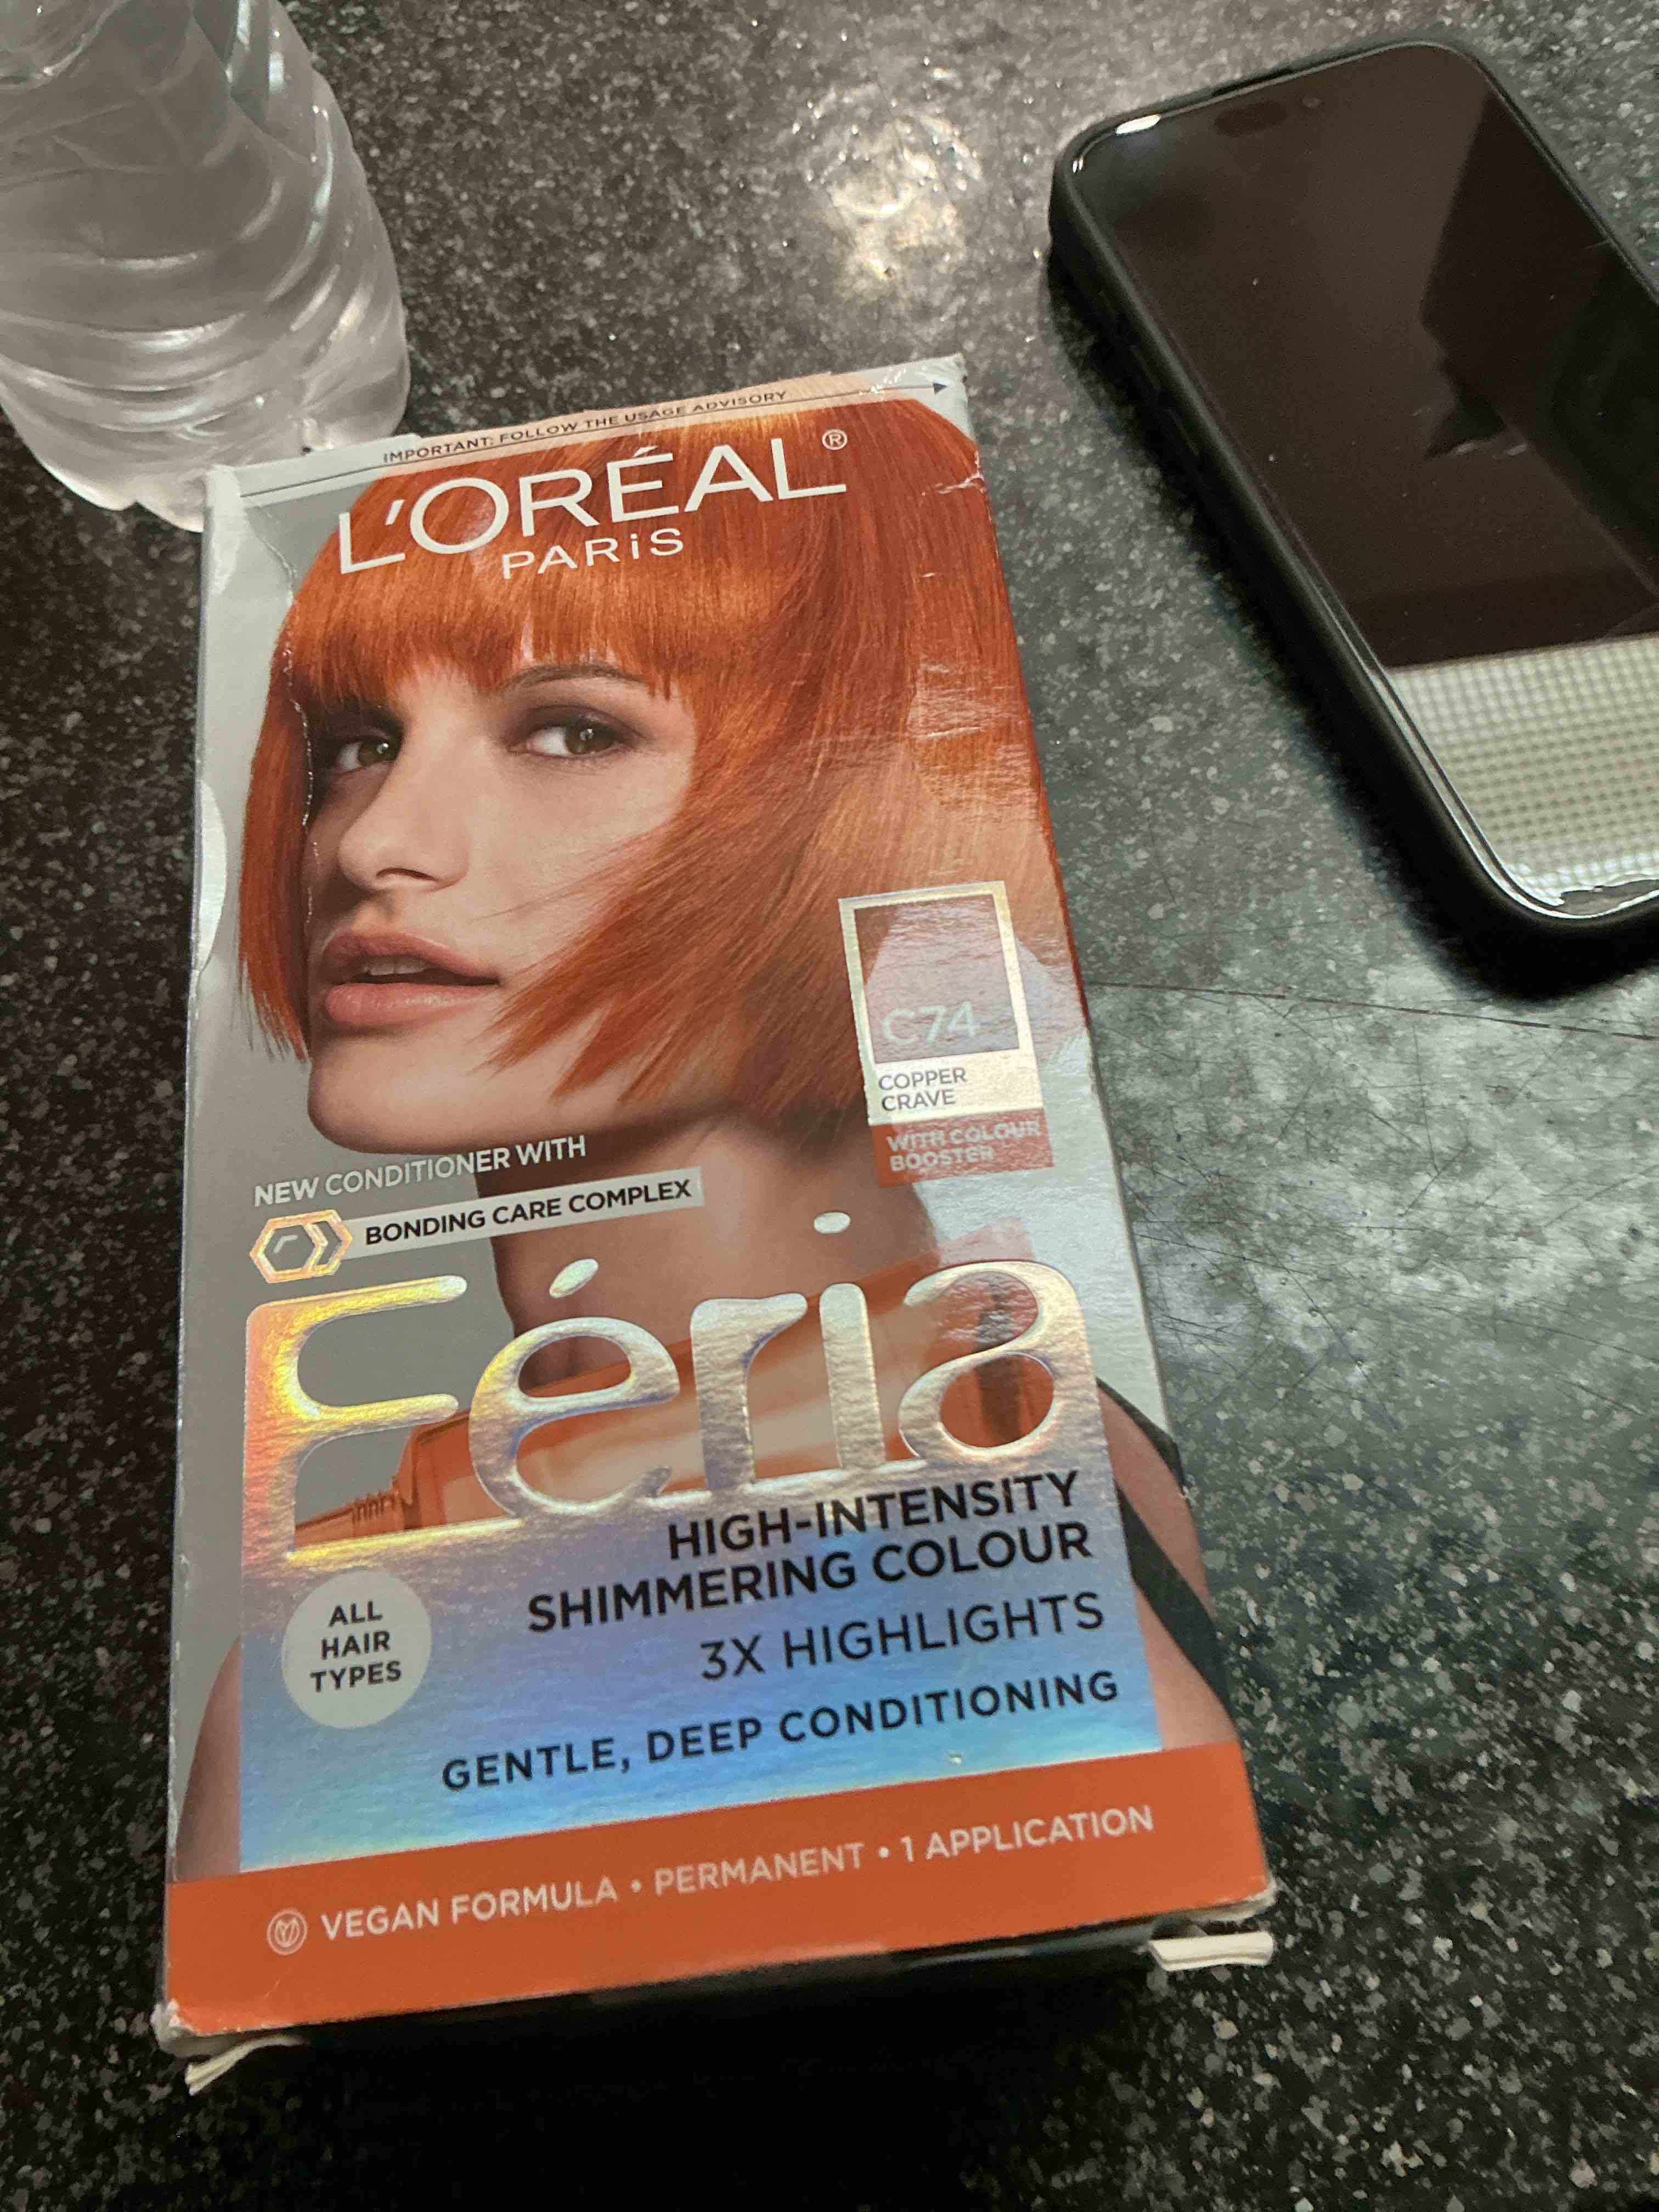 IMPORTANT: FOLLOW THE USAGE ADVISORY
L'ORÉAL®
PARiS
C74
COPPER
CRAVE
WITH COLOUR
BOOSTER
NEW CONDITIONER WITH
BONDING CARE COMPLEX
Féria
HIGH-INTENSITY
SHIMMERING COLOUR
3X HIGHLIGHTS
GENTLE, DEEP CONDITIONING
ALL
HAIR
TYPES
VEGAN FORMULA • PERMANENT • 1 APPLICATION